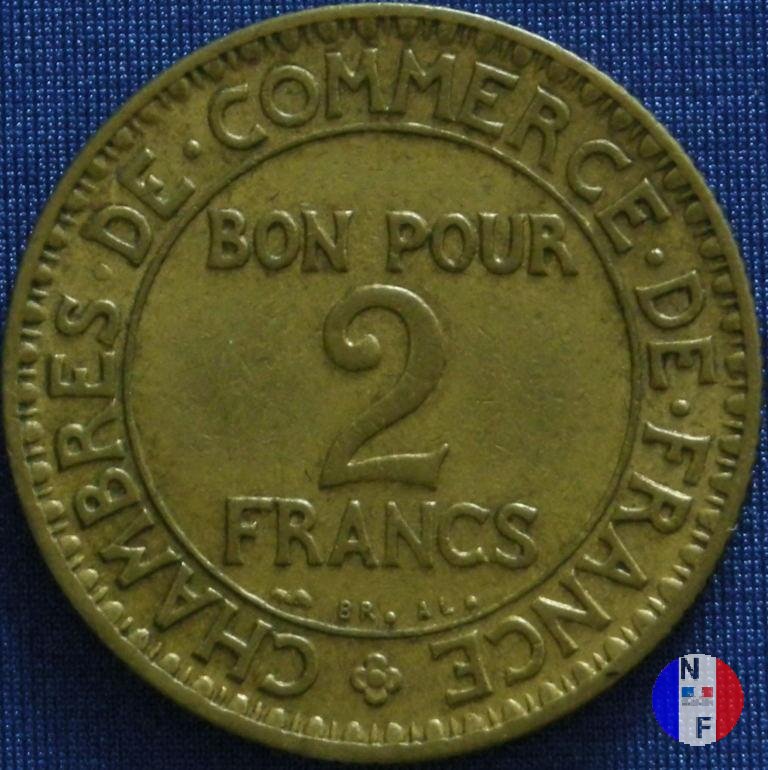 CHAMBRES · DE · COMMERCE · DE · FRANCE
BON POUR
2
FRANCS
BR. AL.
N
F